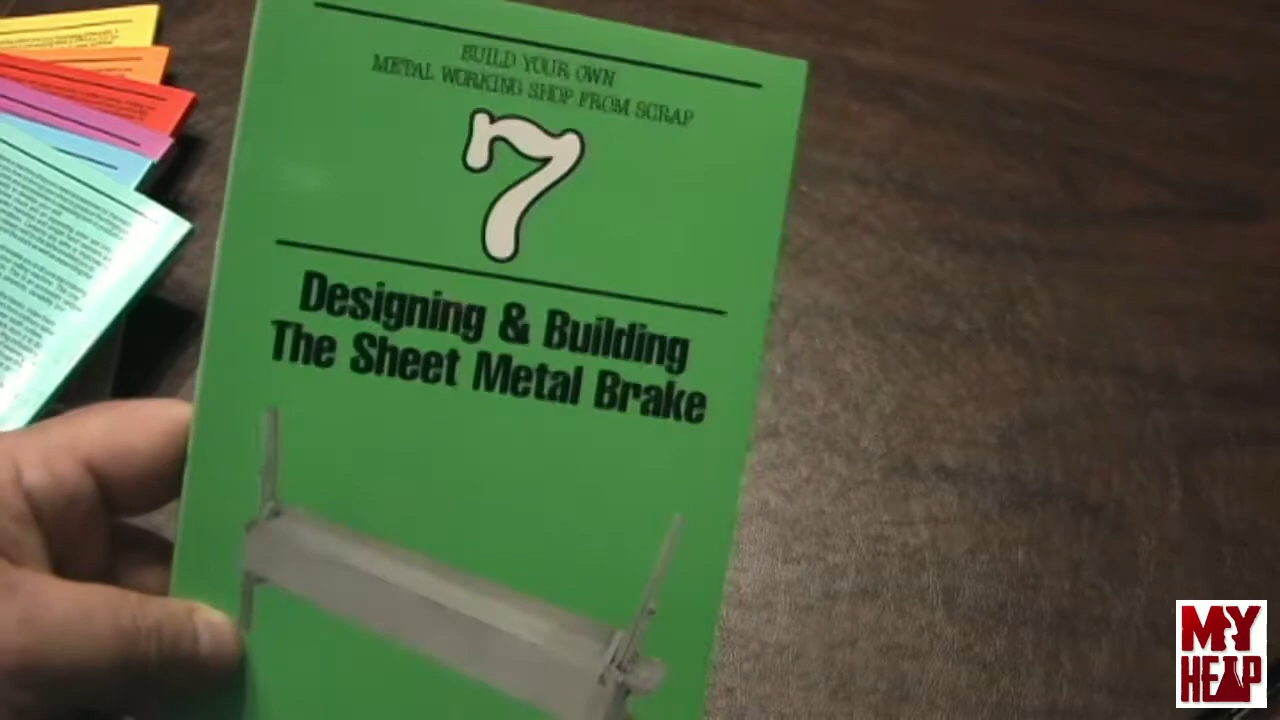 BUILD YOUR OWN
METAL WORKING SHOP FROM SCRAP
7
Designing & Building
The Sheet Metal Brake
MY
HEAP